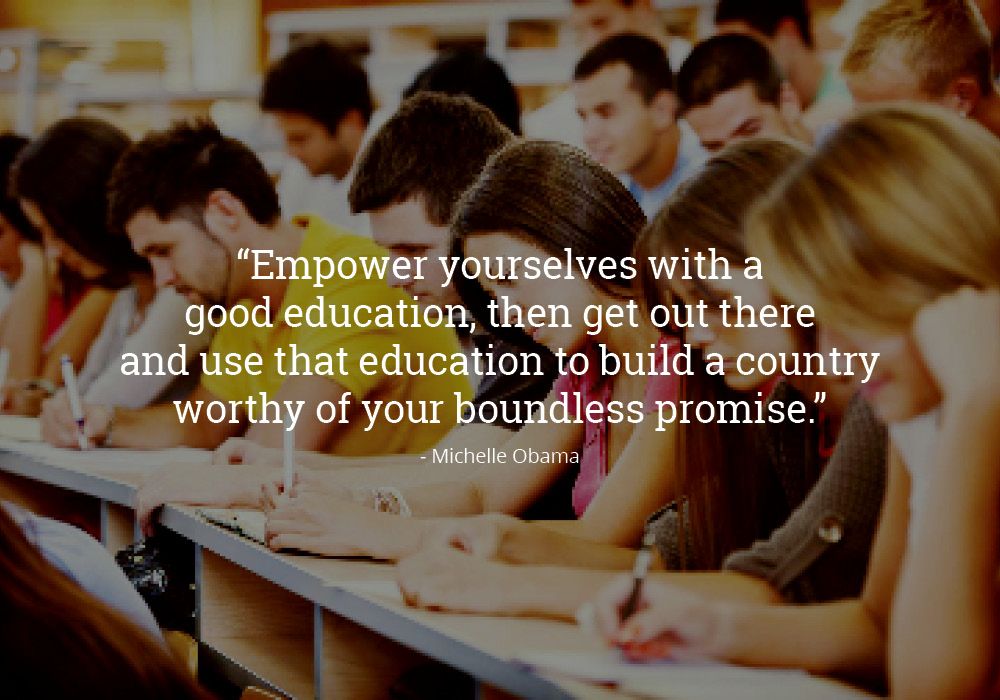 “Empower yourselves with a
good education, then get out there
and use that education to build a country
worthy of your boundless promise.”
- Michelle Obama